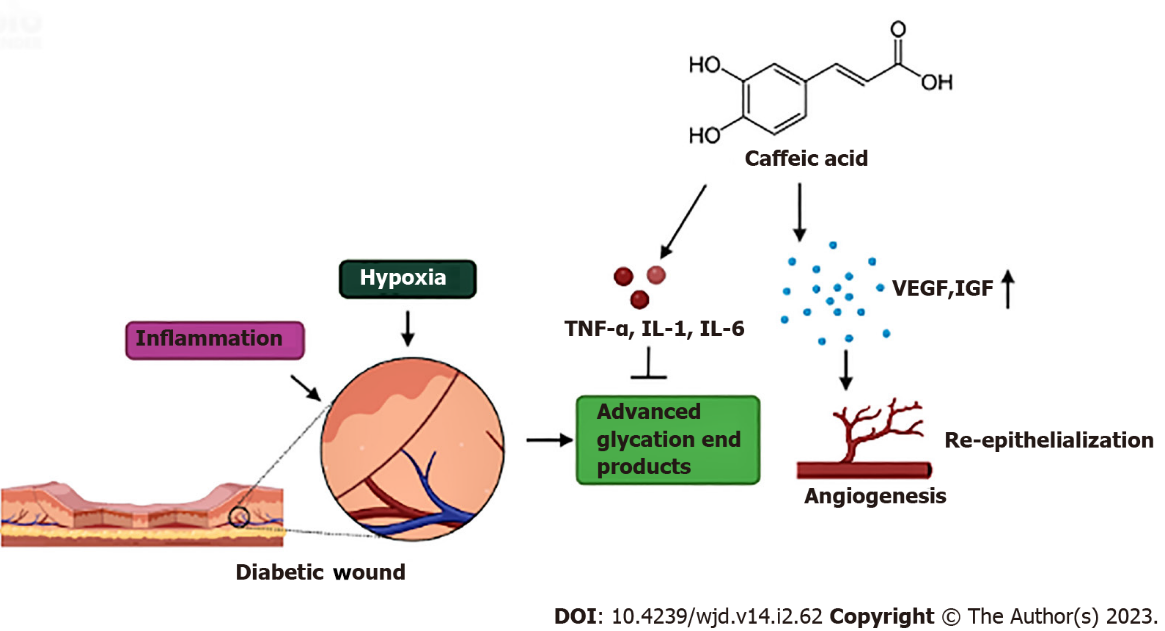 O
HO
OH
HO
Caffeic acid
Hypoxia
Inflammation
VEGF,IGF
TNF-α, IL-1, IL-6
Advanced
glycation end
products
Re-epithelialization
Angiogenesis
Diabetic wound
DOI: 10.4239/wjd.v14.i2.62 Copyright © The Author(s) 2023.